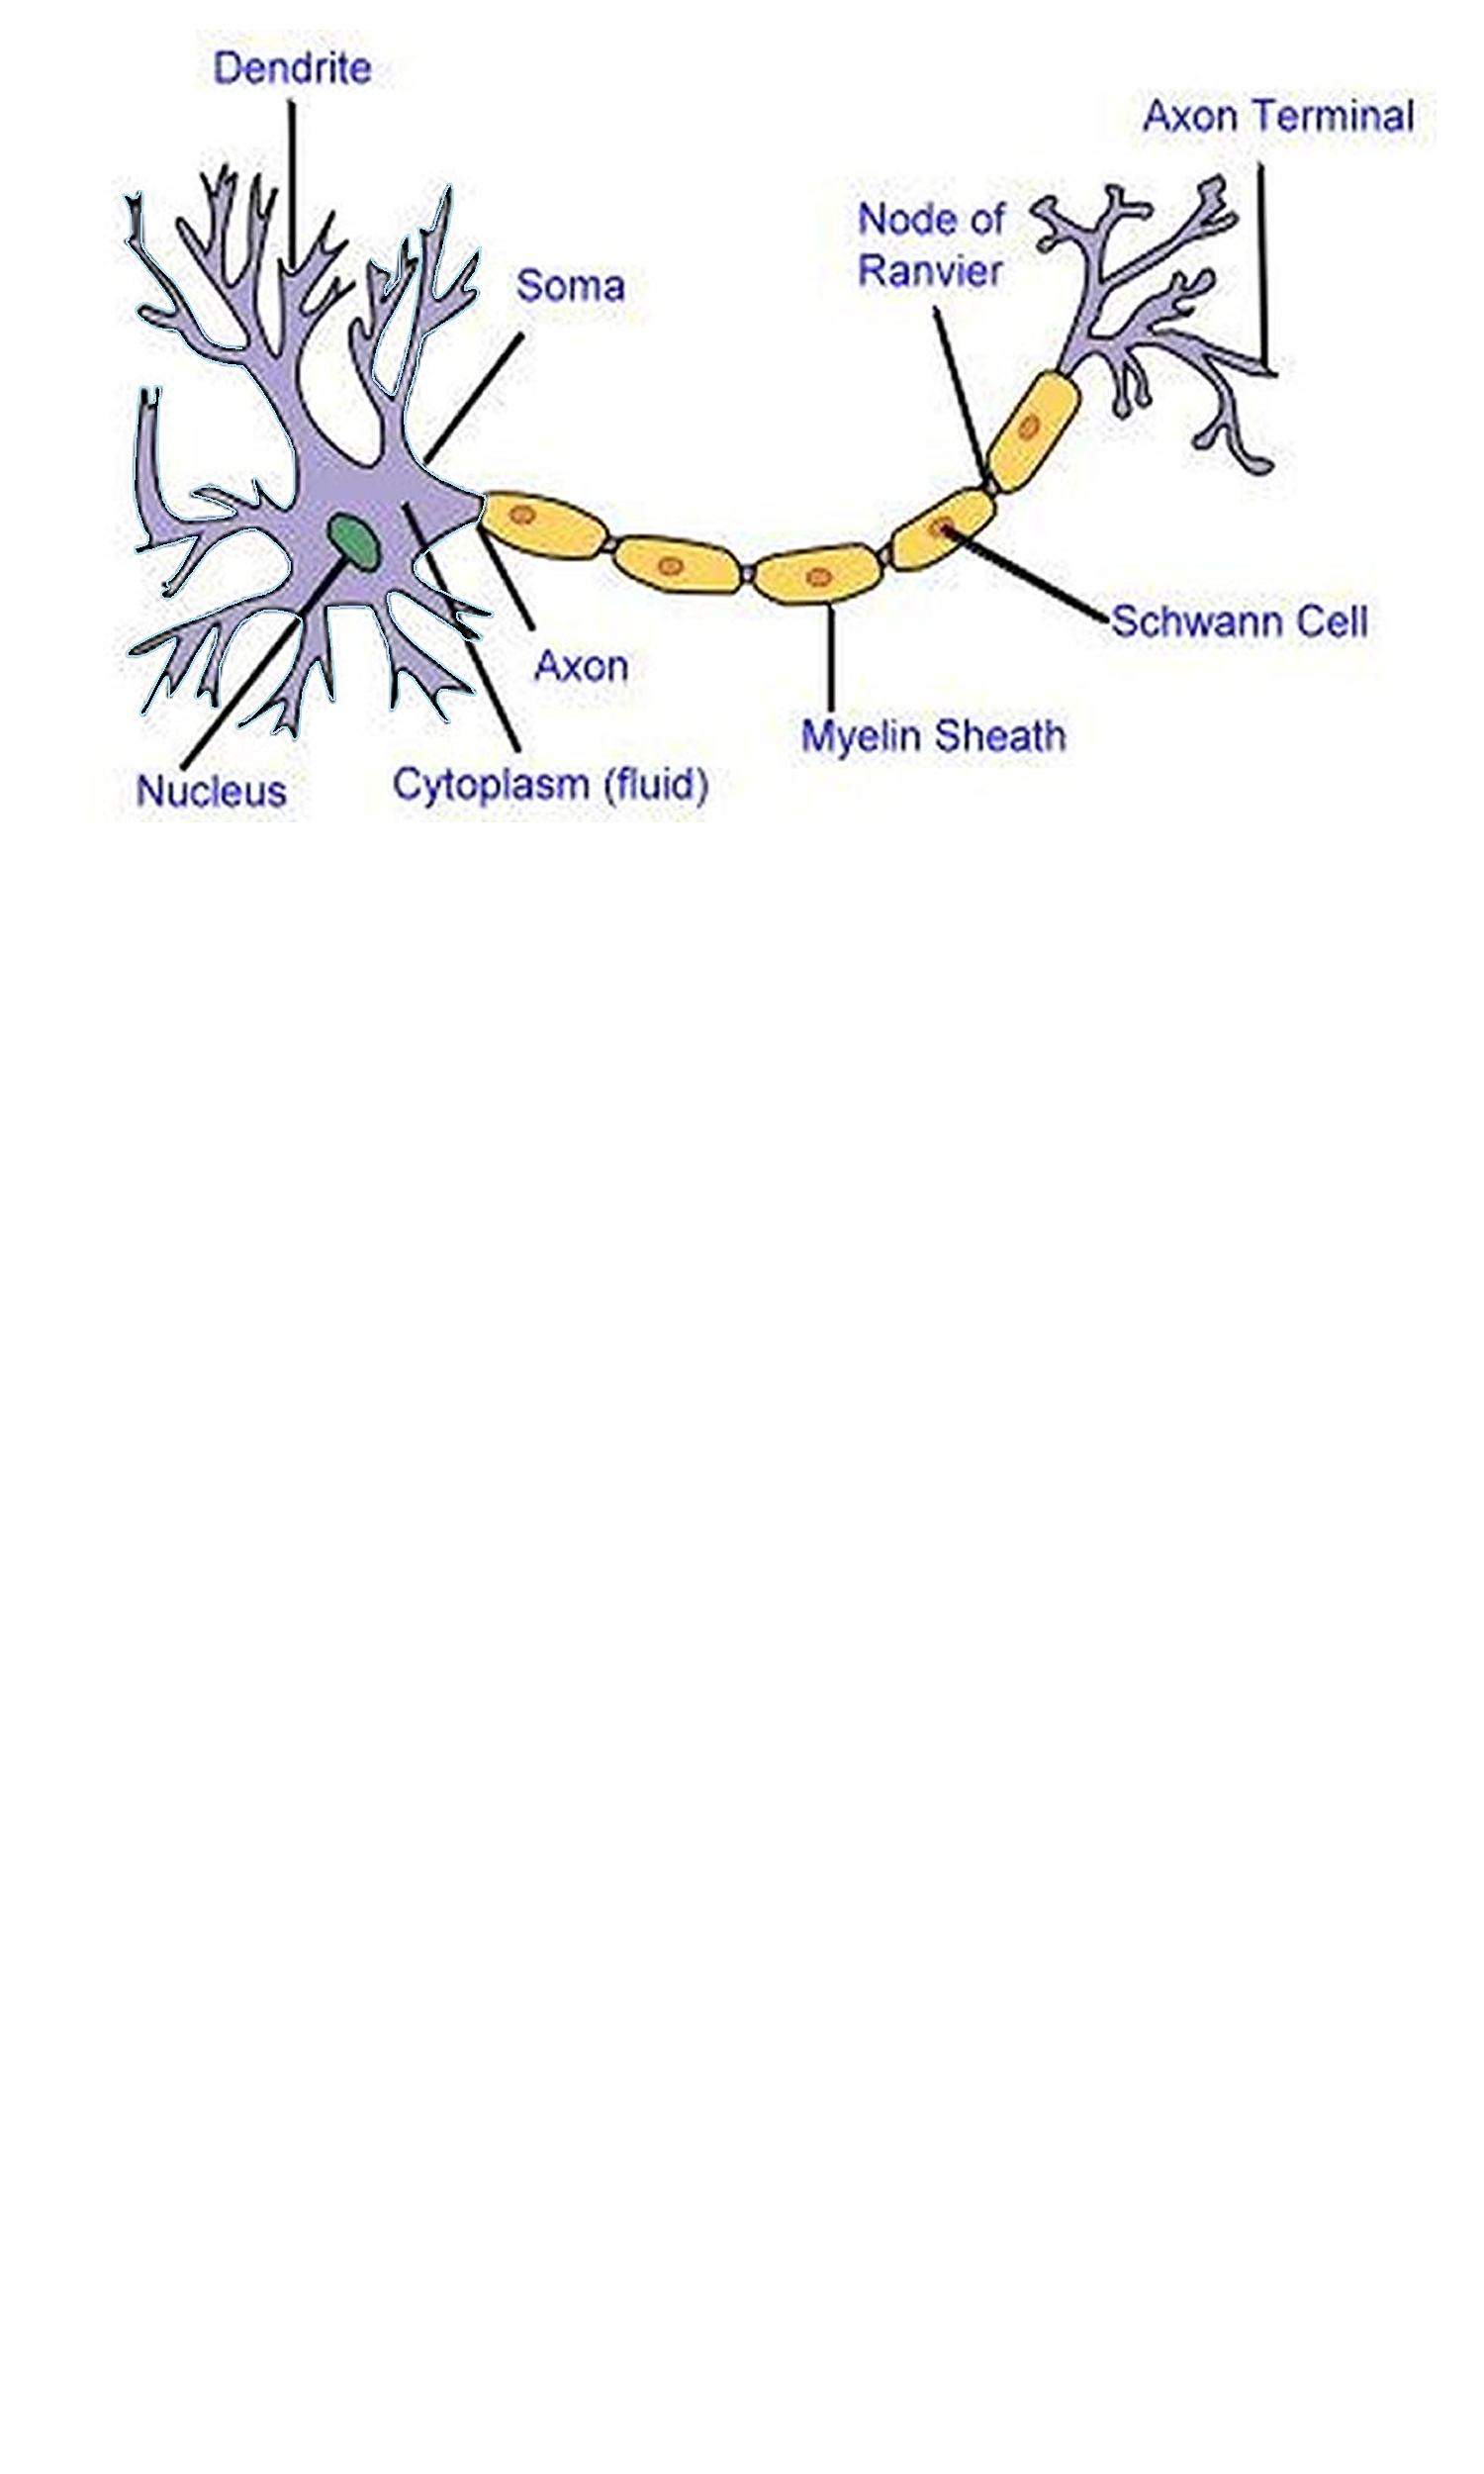 Dendrite
Axon Terminal
Node of
Ranvier
Soma
Schwann Cell
Axon
Myelin Sheath
Nucleus
Cytoplasm (fluid)